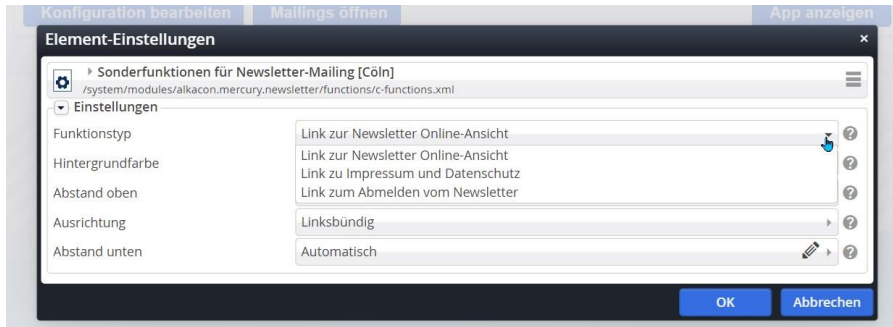 Konfiguration bearbeiten Mailings öffnen App anzeigen
Element-Einstellungen
Sonderfunktionen für Newsletter-Mailing [Cöln]
/system/modules/alkacon.mercury.newsletter/functions/c-functions.xml
Einstellungen
Funktionstyp Link zur Newsletter Online-Ansicht
Hintergrundfarbe Link zur Newsletter Online-Ansicht
Link zu Impressum und Datenschutz
Abstand oben Link zum Abmelden vom Newsletter
Ausrichtung Linksbündig
Abstand unten Automatisch
OK Abbrechen